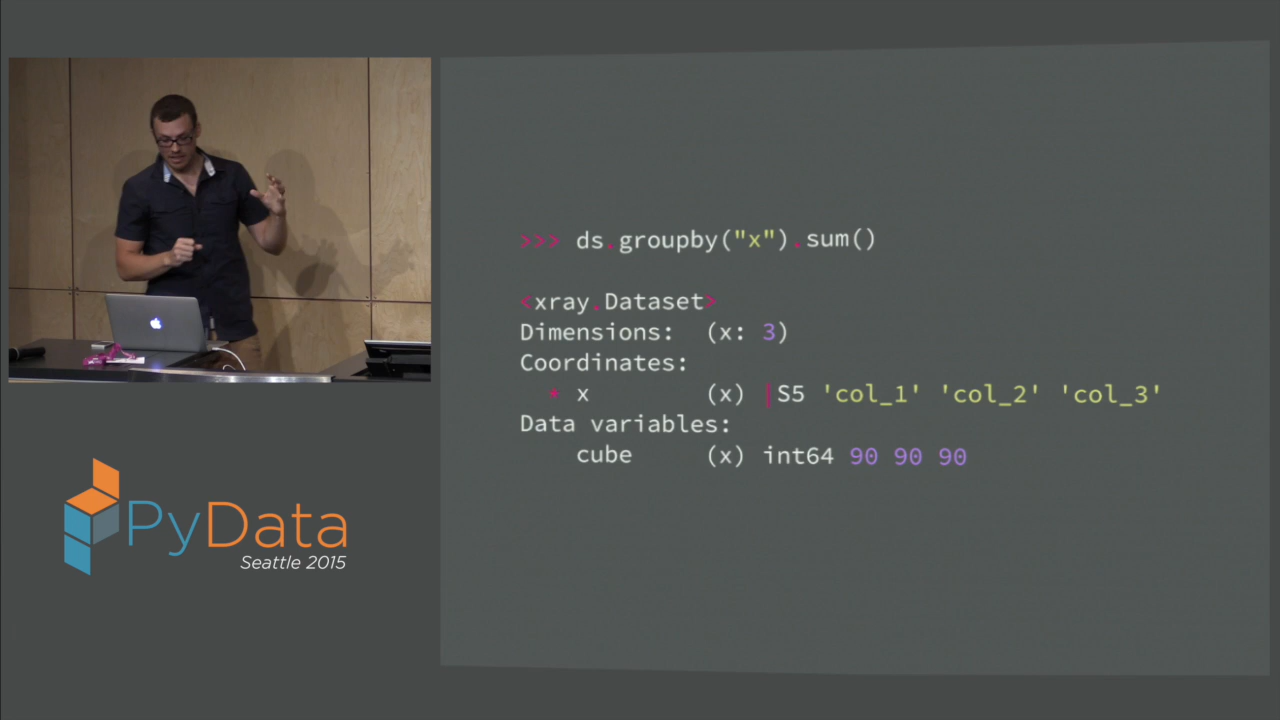 >>> ds.groupby("x").sum()
<xray.Dataset>
Dimensions: (x: 3)
Coordinates:
* x (x) |S5 'col_1' 'col_2' 'col_3'
Data variables:
cube (x) int64 90 90 90
PyData
Seattle 2015